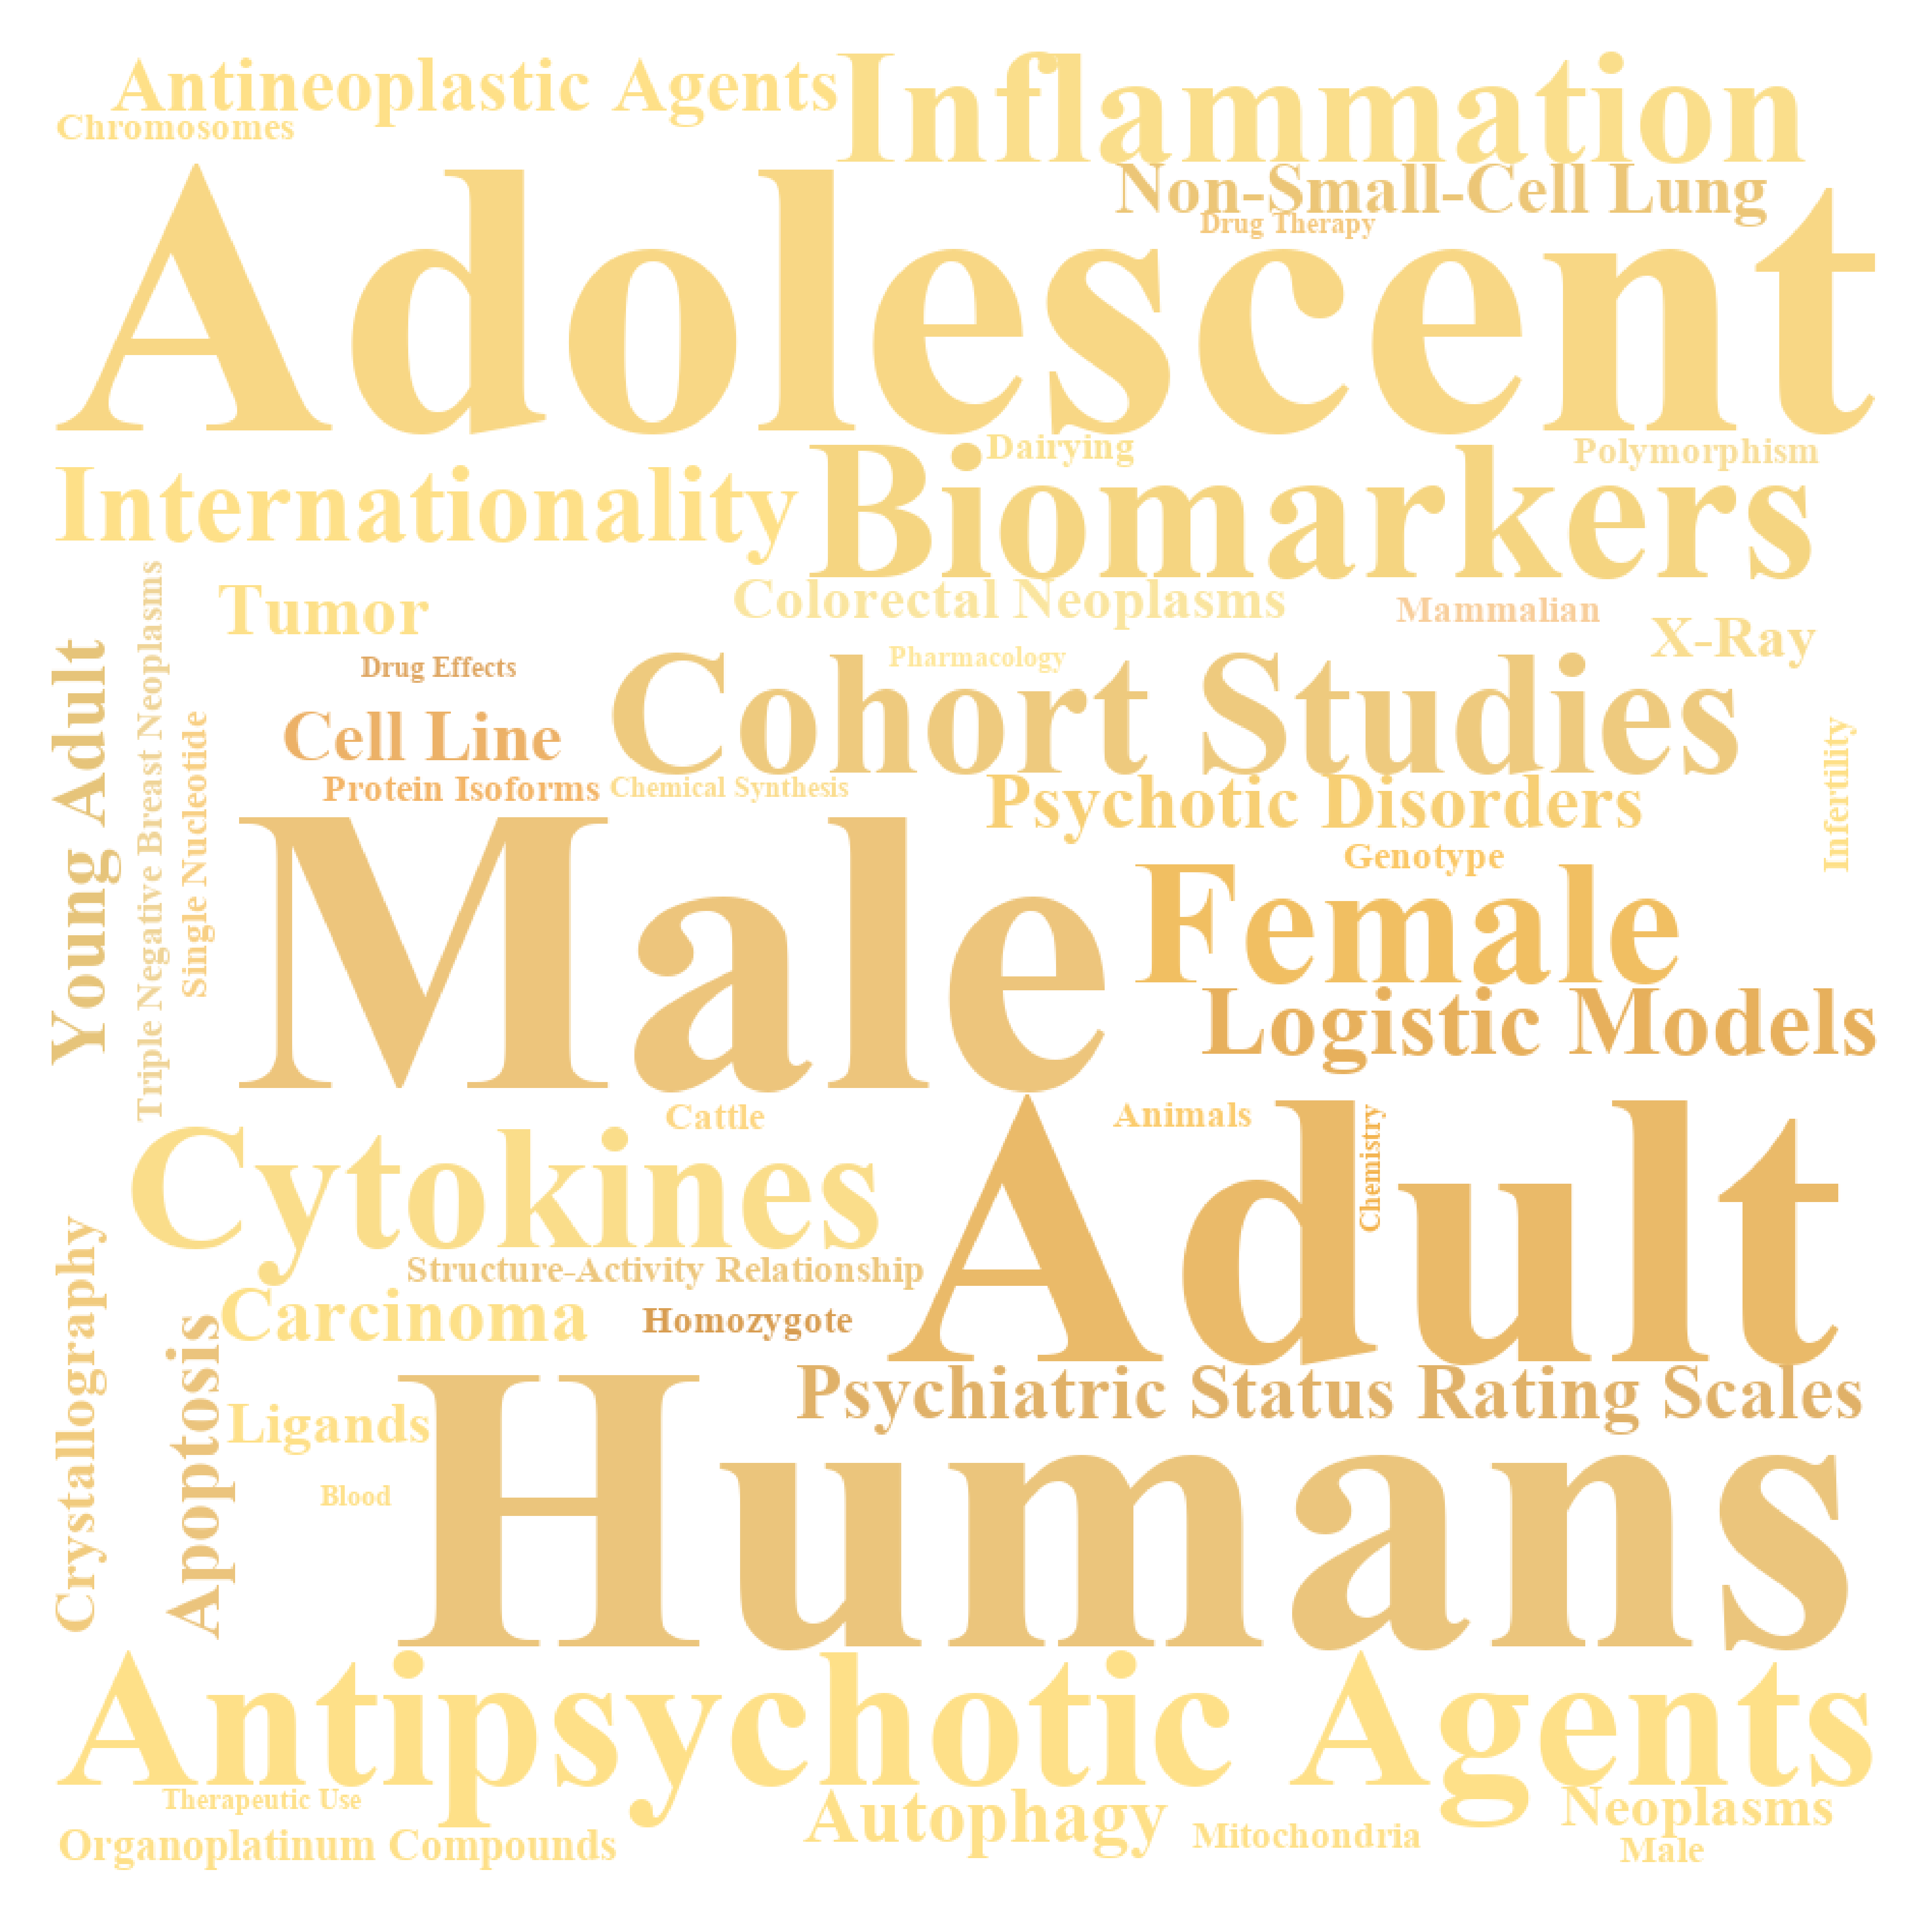 Antineoplastic Agents
Inflammation
Chromosomes
Non-Small-Cell Lung
Drug Therapy
Adolescent
Dairying
Polymorphism
Internationality
Biomarkers
Tumor
Colorectal Neoplasms
Mammalian
X-Ray
Drug Effects
Pharmacology
Young Adult
Triple Negative Breast Neoplasms
Single Nucleotide
Cell Line
Cohort Studies
Infertility
Protein Isoforms
Chemical Synthesis
Psychotic Disorders
Genotype
Male
Female
Logistic Models
Cattle
Animals
Chemistry
Cytokines
Adult
Structure-Activity Relationship
Crystallography
Apoptosis
Carcinoma
Homozygote
Psychiatric Status Rating Scales
Ligands
Blood
Humans
Antipsychotic Agents
Therapeutic Use
Autophagy
Neoplasms
Organoplatinum Compounds
Mitochondria
Male